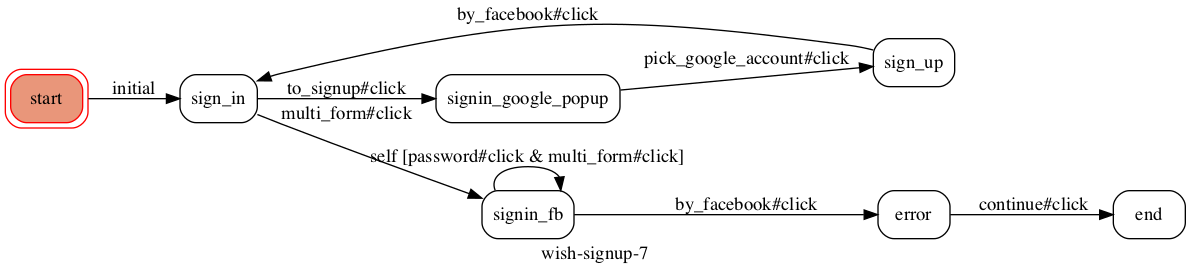 by_facebook#click
pick_google_account#click
sign_up
start
initial
sign_in
to_signup#click
signin_google_popup
multi_form#click
self [password#click & multi_form#click]
signin_fb
by_facebook#click
error
continue#click
end
wish-signup-7